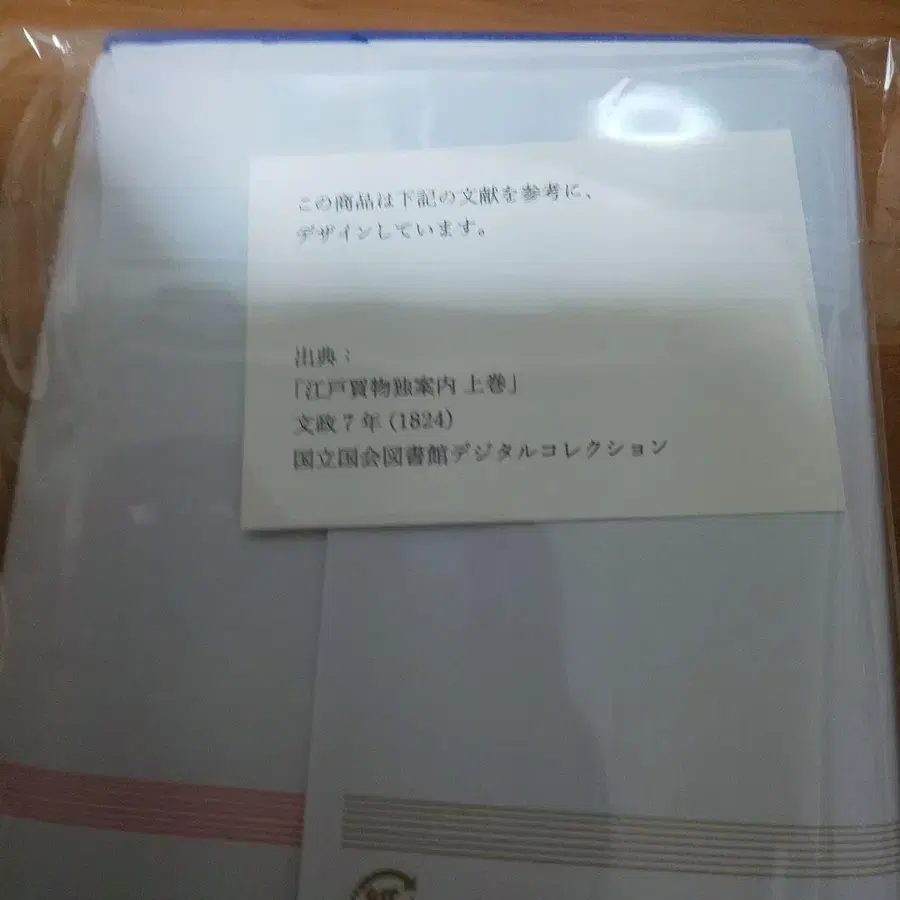 この商品は下記の文献を参考に、
デザインしています。
出典：
「江戸買物独案内 上巻」
文政7年(1824)
国立国会図書館デジタルコレクション